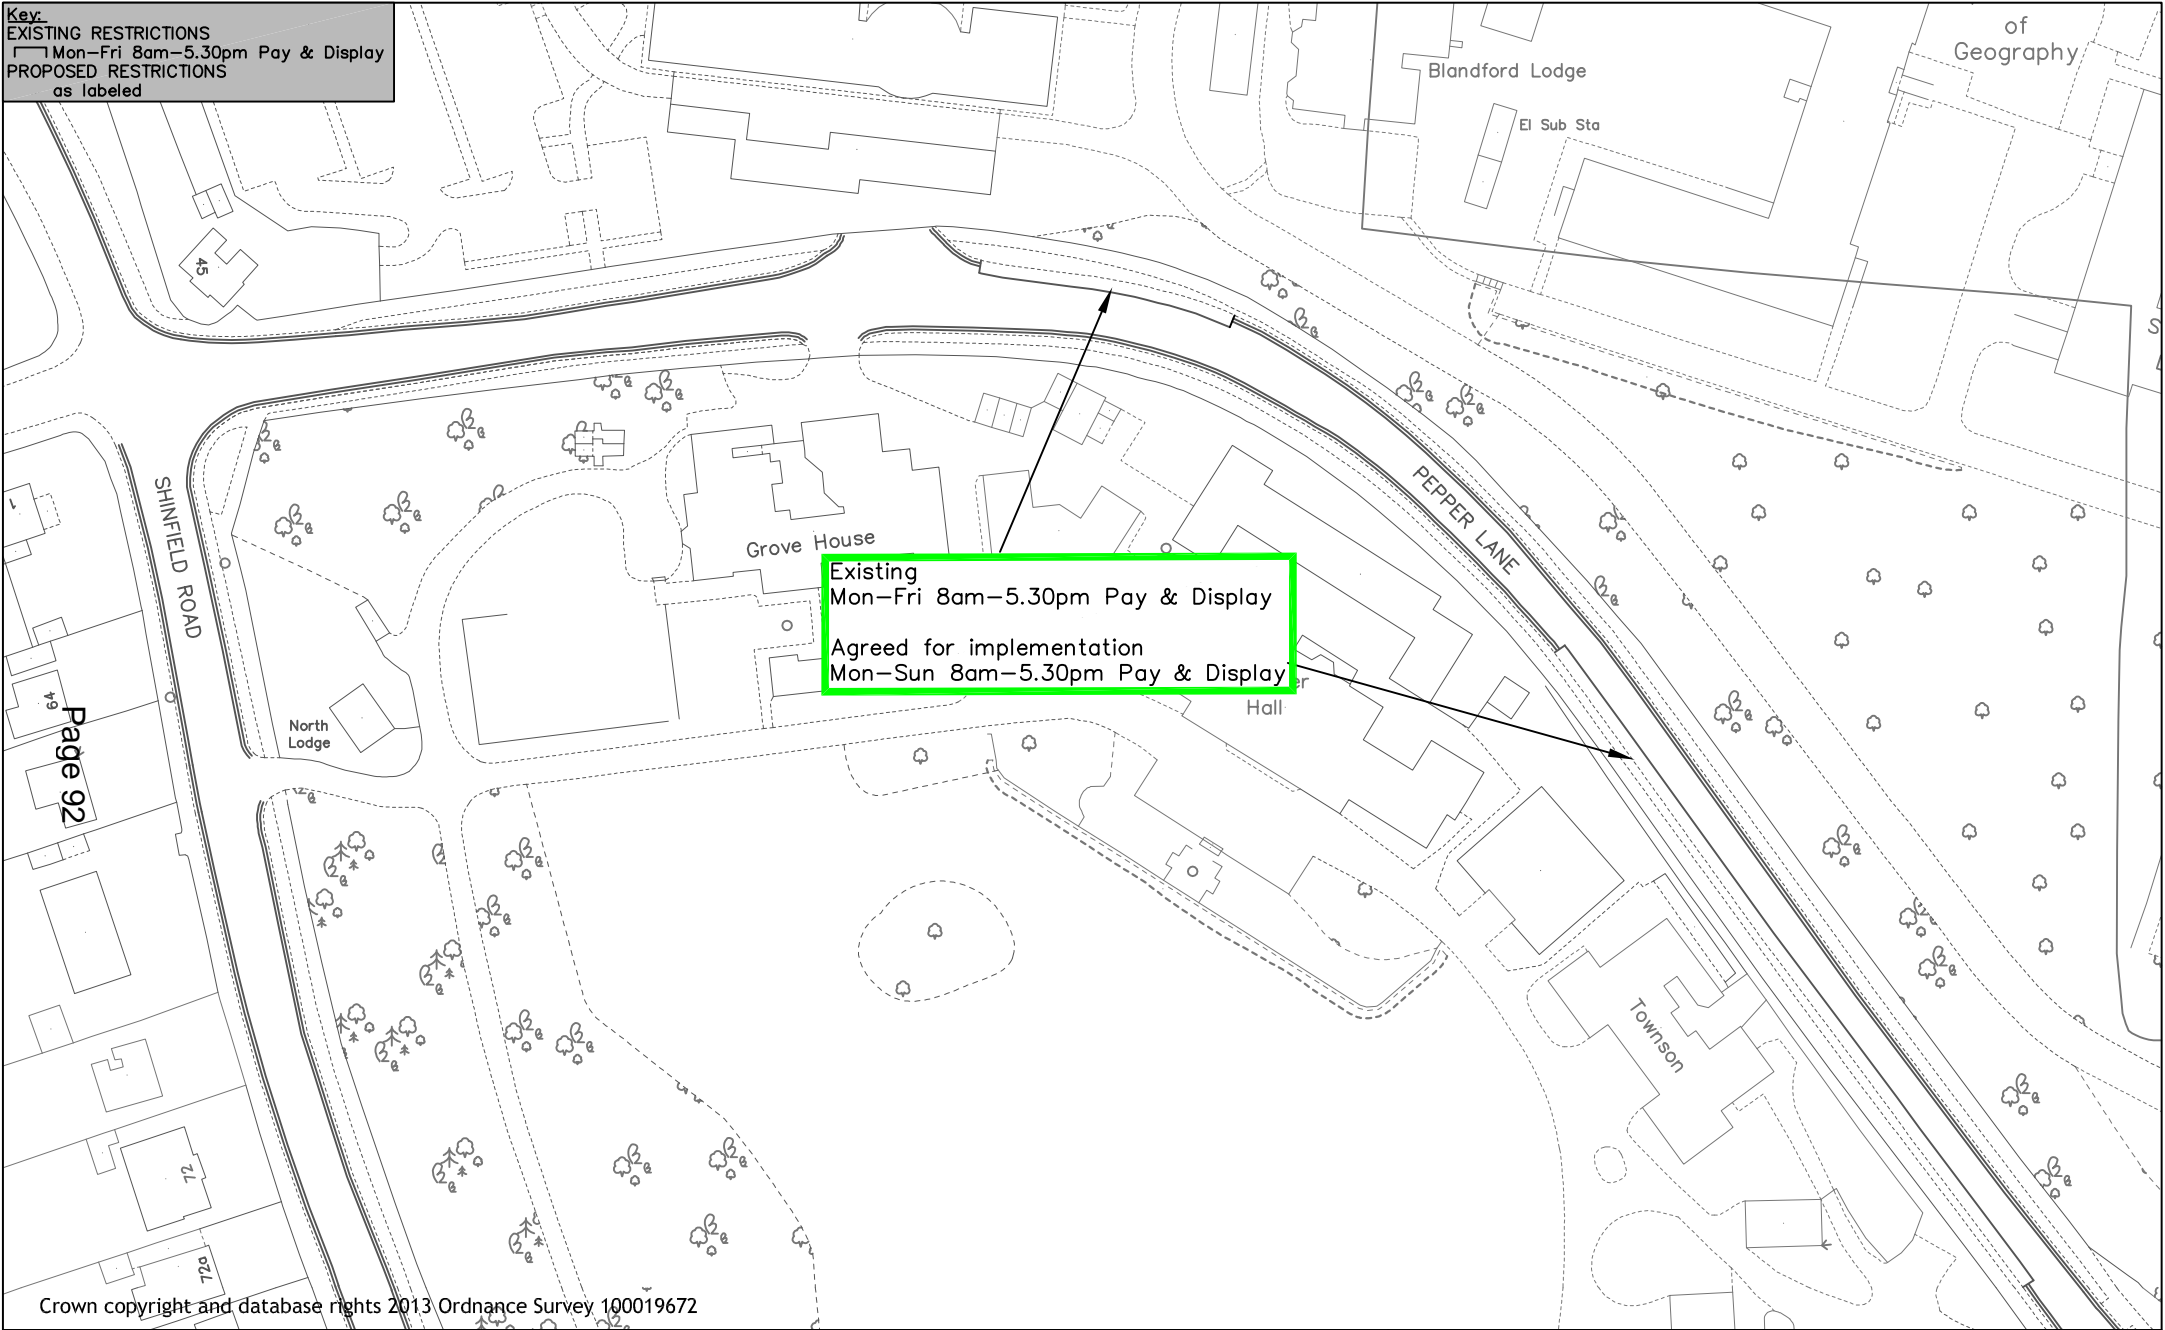 Key:
EXISTING RESTRICTIONS
Mon-Fri 8am-5.30pm Pay & Display
PROPOSED RESTRICTIONS
as labeled
of
Geography
Blandford Lodge
El Sub Sta
45
PEPPER LANE
SHINFIELD ROAD
1
Grove House
Existing
Mon-Fri 8am-5.30pm Pay & Display
Agreed for implementation
Mon-Sun 8am-5.30pm Pay & Display
er
Hall
North
Lodge
64
Page 92
Townson
72
72a
Crown copyright and database rights 2013 Ordnance Survey 100019672